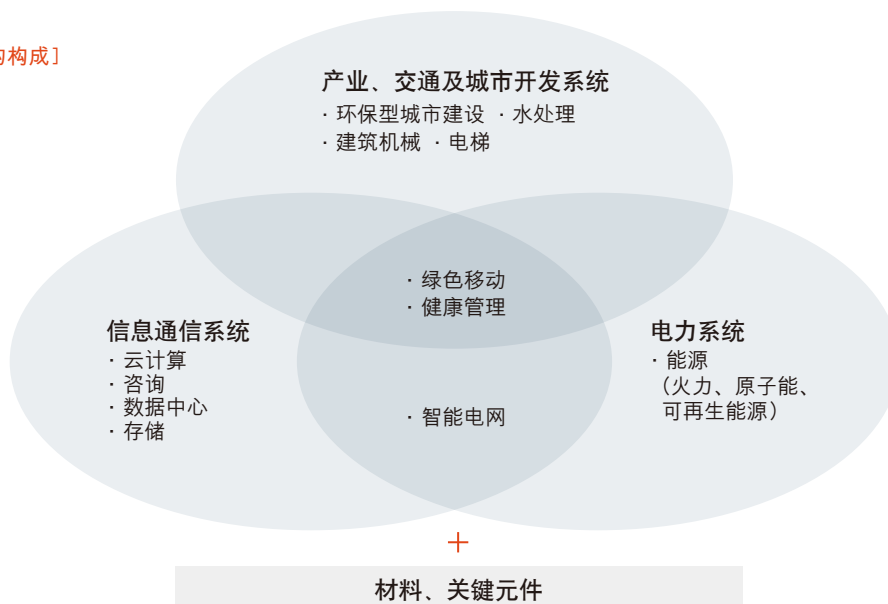 构成]
产业、交通及城市开发系统
· 环保型城市建设 · 水处理
· 建筑机械 · 电梯
· 绿色移动
· 健康管理
信息通信系统
· 云计算
· 咨询
· 数据中心
· 存储
电力系统
· 能源
（火力、原子能、
可再生能源）
· 智能电网
+
材料、关键元件